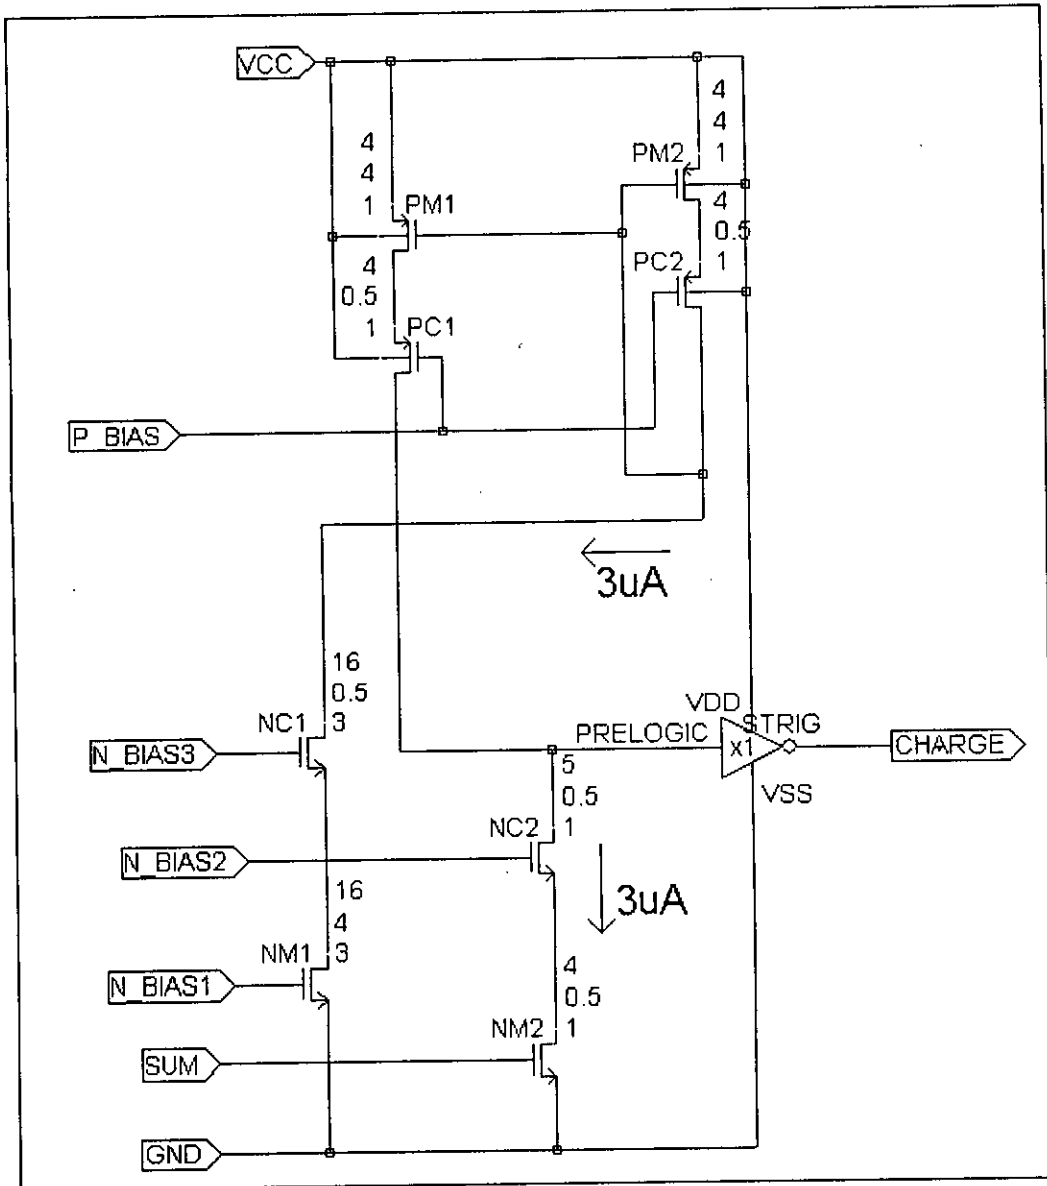 VCC
4
4
1
PM2
4
4
1
PM1
4
0.5
1
PC2
4
0.5
1
PC1
P_BIAS
3uA
16
0.5
3
NC1
VDD
STRIG
PRELOGIC
x1
CHARGE
N_BIAS3
VSS
5
0.5
1
NC2
N_BIAS2
3uA
16
4
3
NM1
N_BIAS1
4
0.5
1
NM2
SUM
GND